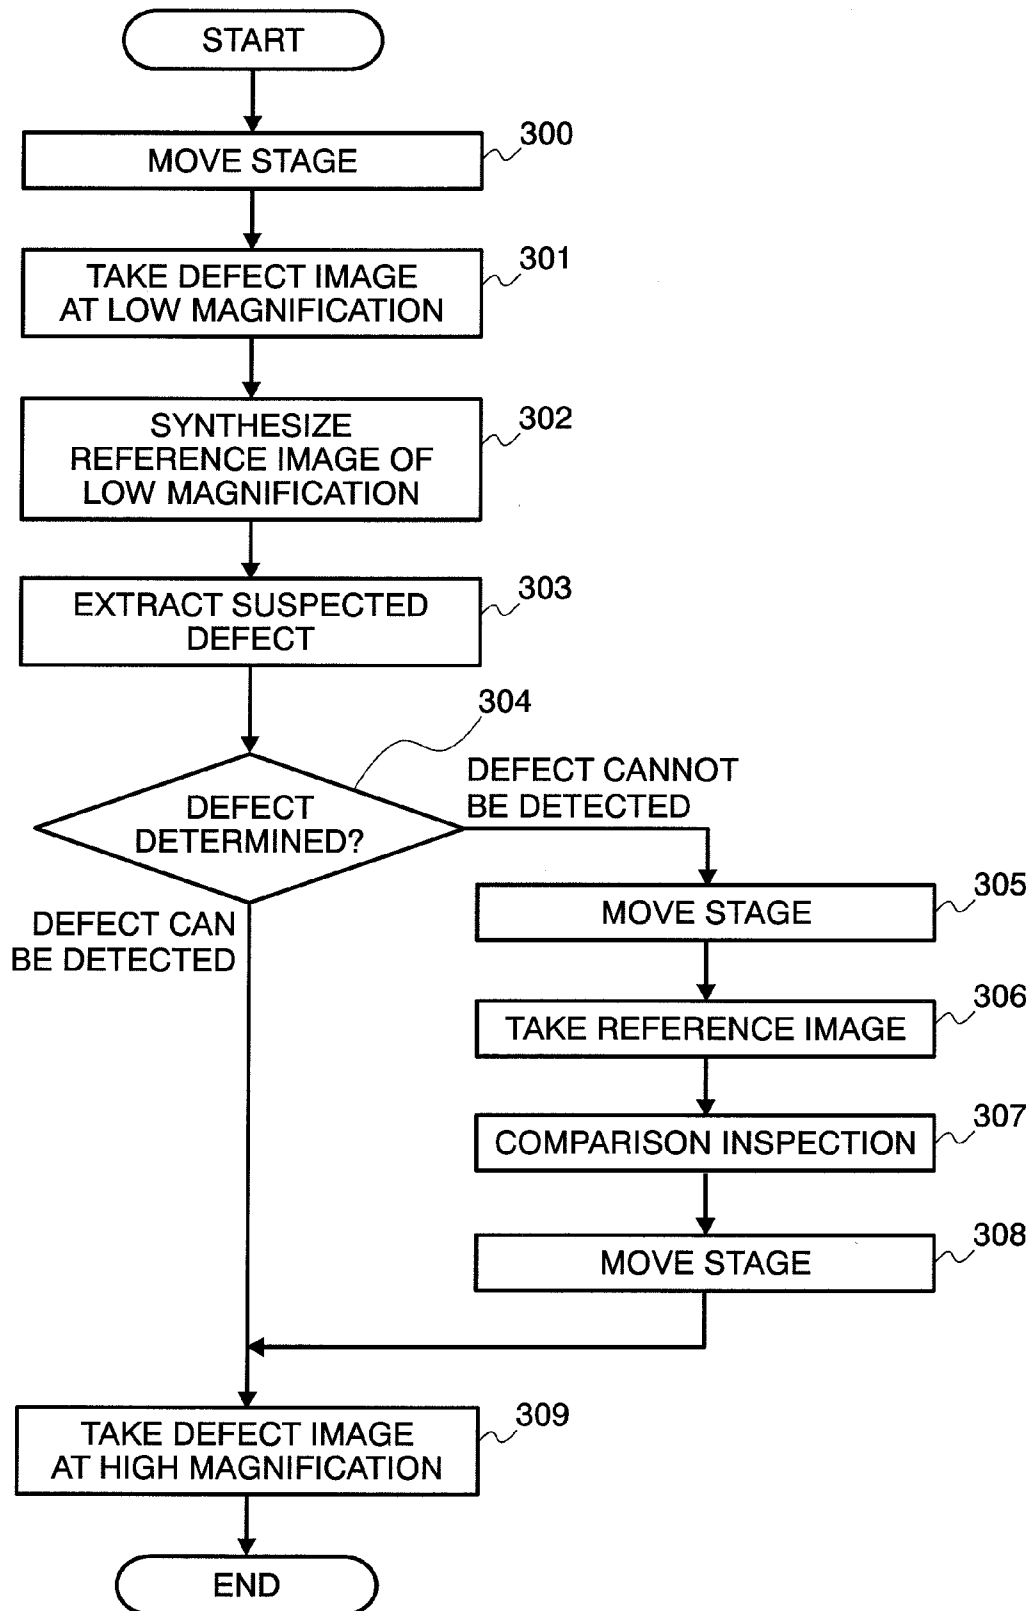 START
300
MOVE STAGE
301
TAKE DEFECT IMAGE
AT LOW MAGNIFICATION
302
SYNTHESIZE
REFERENCE IMAGE OF
LOW MAGNIFICATION
303
EXTRACT SUSPECTED
DEFECT
304
DEFECT
DETERMINED?
DEFECT CANNOT
BE DETECTED
DEFECT CAN
BE DETECTED
305
MOVE STAGE
306
TAKE REFERENCE IMAGE
307
COMPARISON INSPECTION
308
MOVE STAGE
309
TAKE DEFECT IMAGE
AT HIGH MAGNIFICATION
END